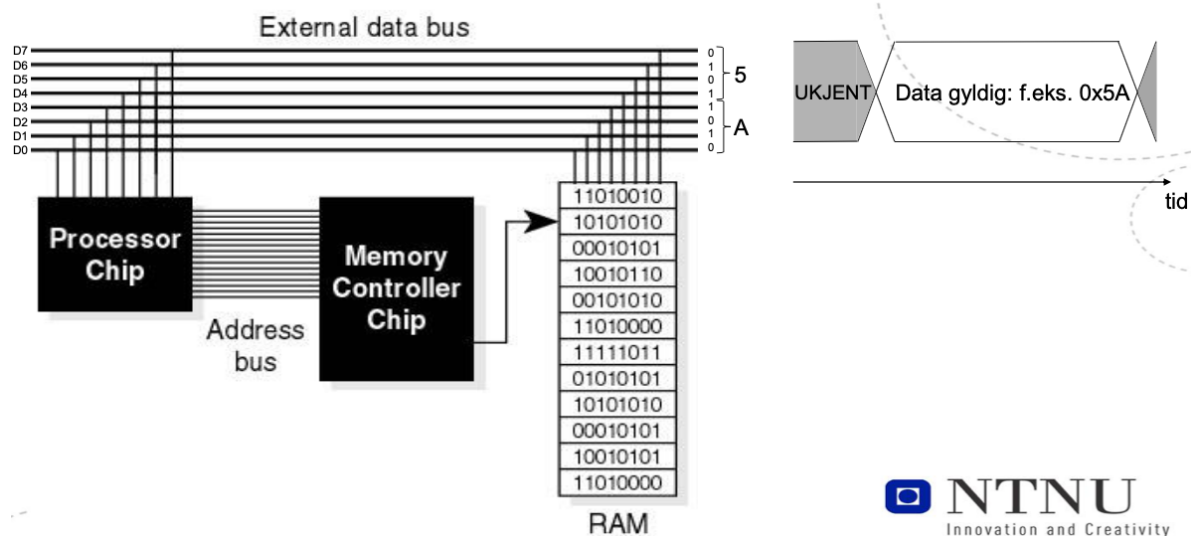 External data bus
D7
D6
D5
D4
D3
D2
D1
D0
0
1
0
1
1
0
1
0
5
A
UKJENT
Data gyldig: f.eks. 0x5A
tid
Processor
Chip
Address
bus
Memory
Controller
Chip
11010010
10101010
00010101
10010110
00101010
11010000
11111011
01010101
10101010
00010101
10010101
11010000
RAM
NTNU
Innovation and Creativity